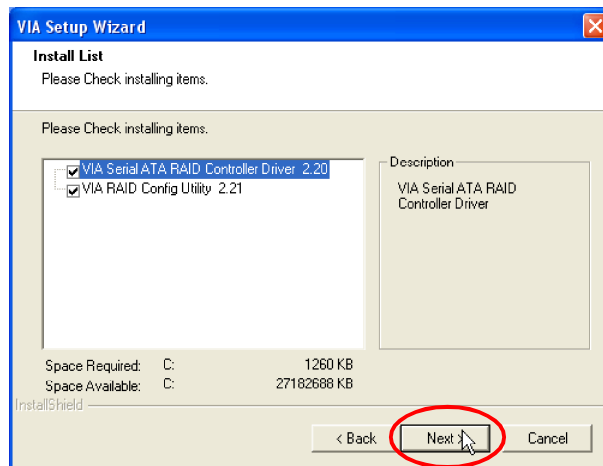 VIA Setup Wizard
Install List
Please Check installing items.
Please Check installing items.
VIA Serial ATA RAID Controller Driver 2.20
VIA RAID Config Utility 2.21
Description
VIA Serial ATA RAID
Controller Driver
Space Required: C: 1260 KB
Space Available: C: 27182688 KB
InstallShield
< Back Next > Cancel